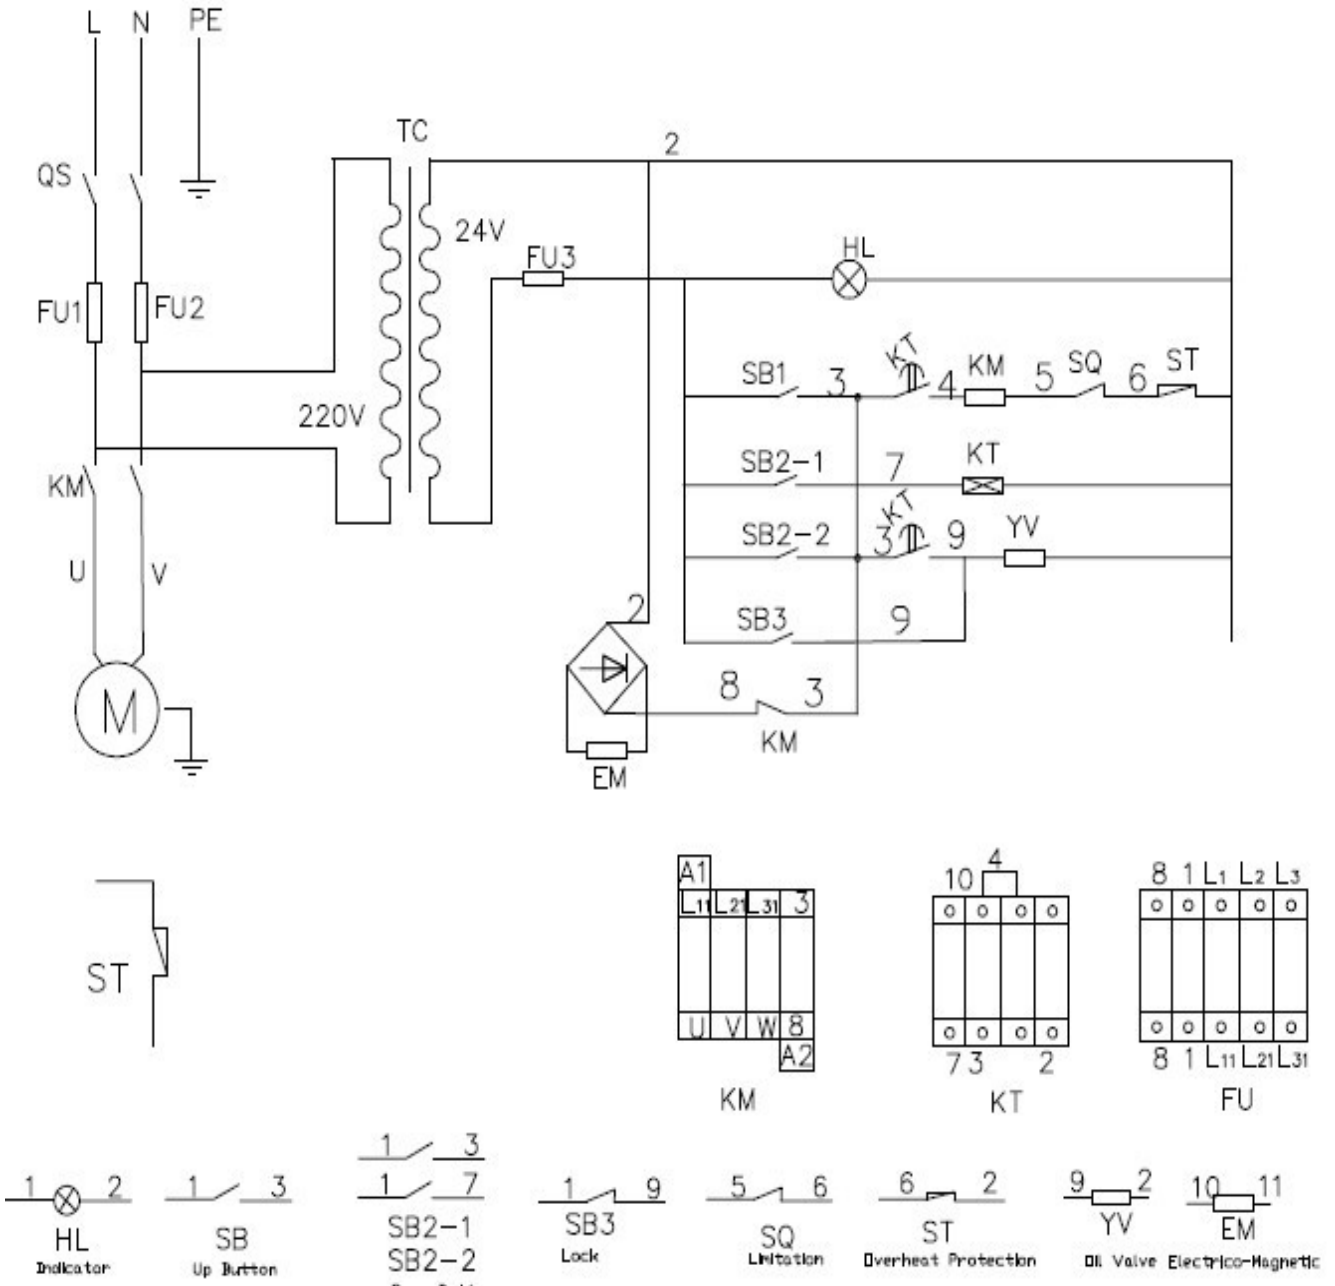 L N PE
TC
2
QS
24V
HL
FU3
FU1
FU2
KT
SB1 3 4 KM 5 SQ 6 ST
220V
SB2-1 7 KT
KM
KT
SB2-2 3 9 YV
U V
2
SB3 9
8 3
M
KM
EM
4
A1 10 8 1 L1 L2 L3
L11 L21 L31 3
ST
U V W 8
A2 7 3 2 8 1 L11 L21 L31
KM KT FU
1 3
1 2 1 3 1 7 1 9 5 6 6 2 9 2 10 11
HL SB SB2-1 SB3 SQ ST YV EM
SB2-2
Indicator Up Button Lock Limitation Overheat Protection Oil Valve Electrico-Magnetic